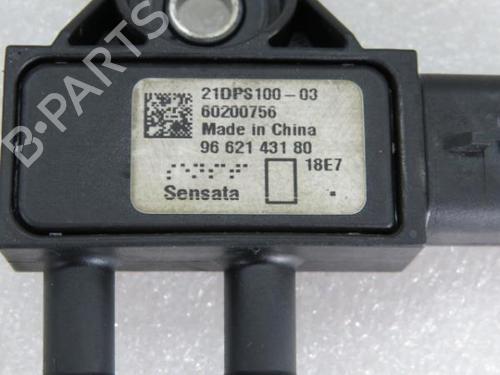 21DPS100-03
60200756
Made in China
96 621 431 80
18E7
Sensata
B-PARTS